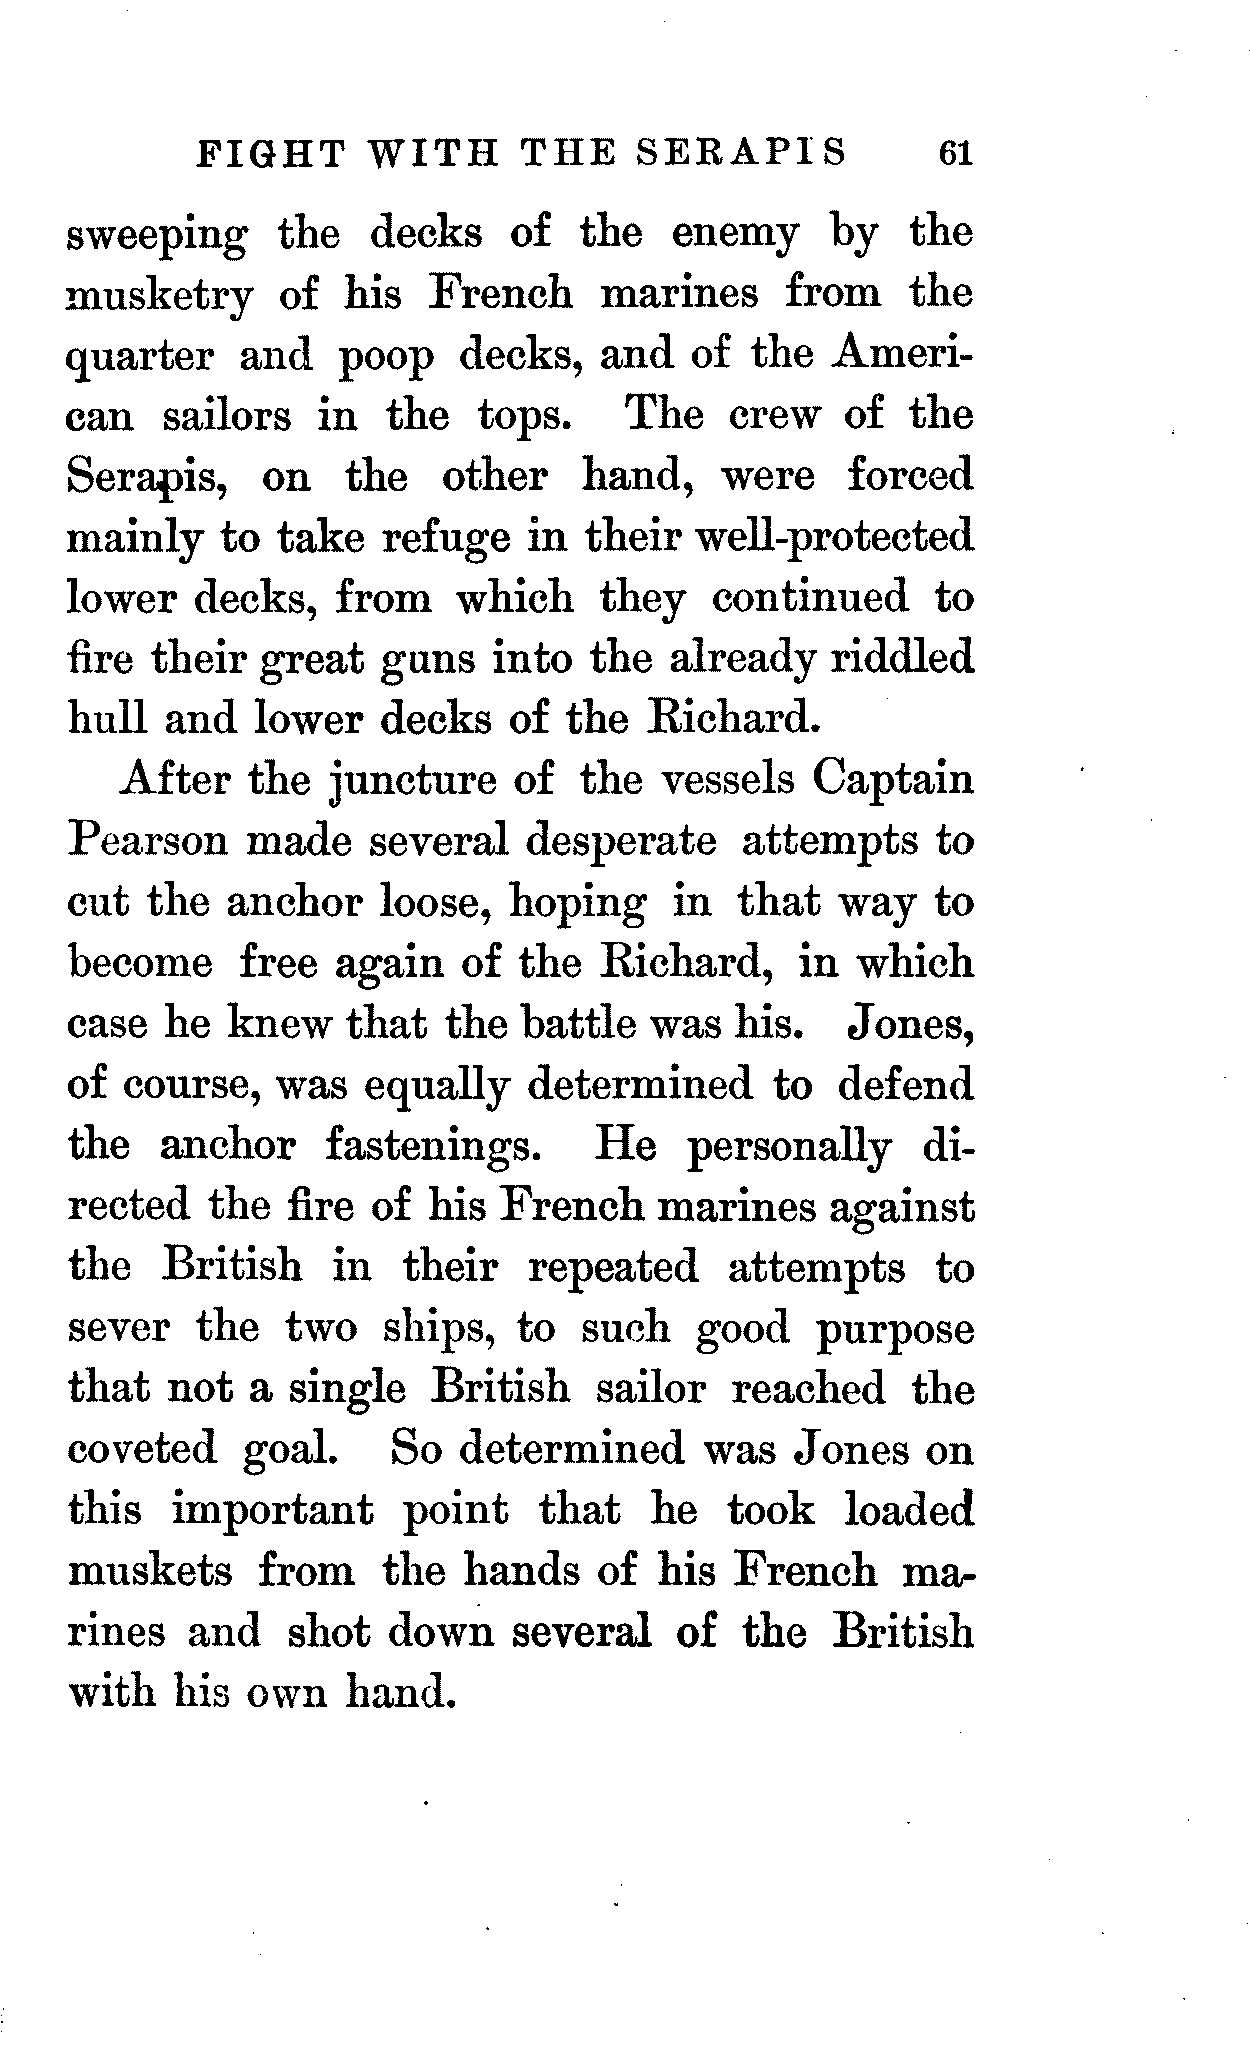 FIGHT WITH THE SERAPIS 61
sweeping the decks of the enemy by the
musketry of his French marines from the
quarter and poop decks, and of the Ameri-
can sailors in the tops. The crew of the
Serapis, on the other hand, were forced
mainly to take refuge in their well-protected
lower decks, from which they continued to
fire their great guns into the already riddled
hull and lower decks of the Richard.
After the juncture of the vessels Captain
Pearson made several desperate attempts to
cut the anchor loose, hoping in that way to
become free again of the Richard, in which
case he knew that the battle was his. Jones,
of course, was equally determined to defend
the anchor fastenings. He personally di-
rected the fire of his French marines against
the British in their repeated attempts to
sever the two ships, to such good purpose
that not a single British sailor reached the
coveted goal. So determined was Jones on
this important point that he took loaded
muskets from the hands of his French ma-
rines and shot down several of the British
with his own hand.